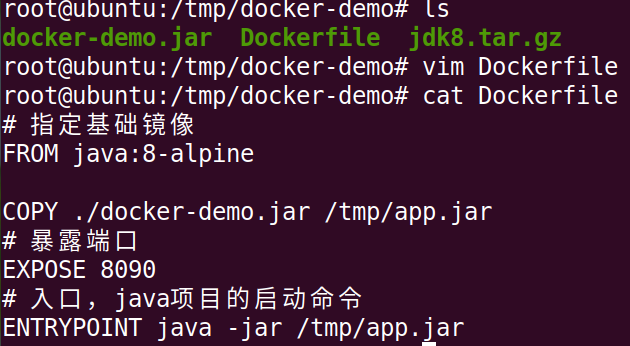 root@ubuntu:/tmp/docker-demo# ls
docker-demo.jar  Dockerfile  jdk8.tar.gz
root@ubuntu:/tmp/docker-demo# vim Dockerfile
root@ubuntu:/tmp/docker-demo# cat Dockerfile
# 指定基础镜像
FROM java:8-alpine

COPY ./docker-demo.jar /tmp/app.jar
# 暴露端口
EXPOSE 8090
# 入口，java项目的启动命令
ENTRYPOINT java -jar /tmp/app.jar